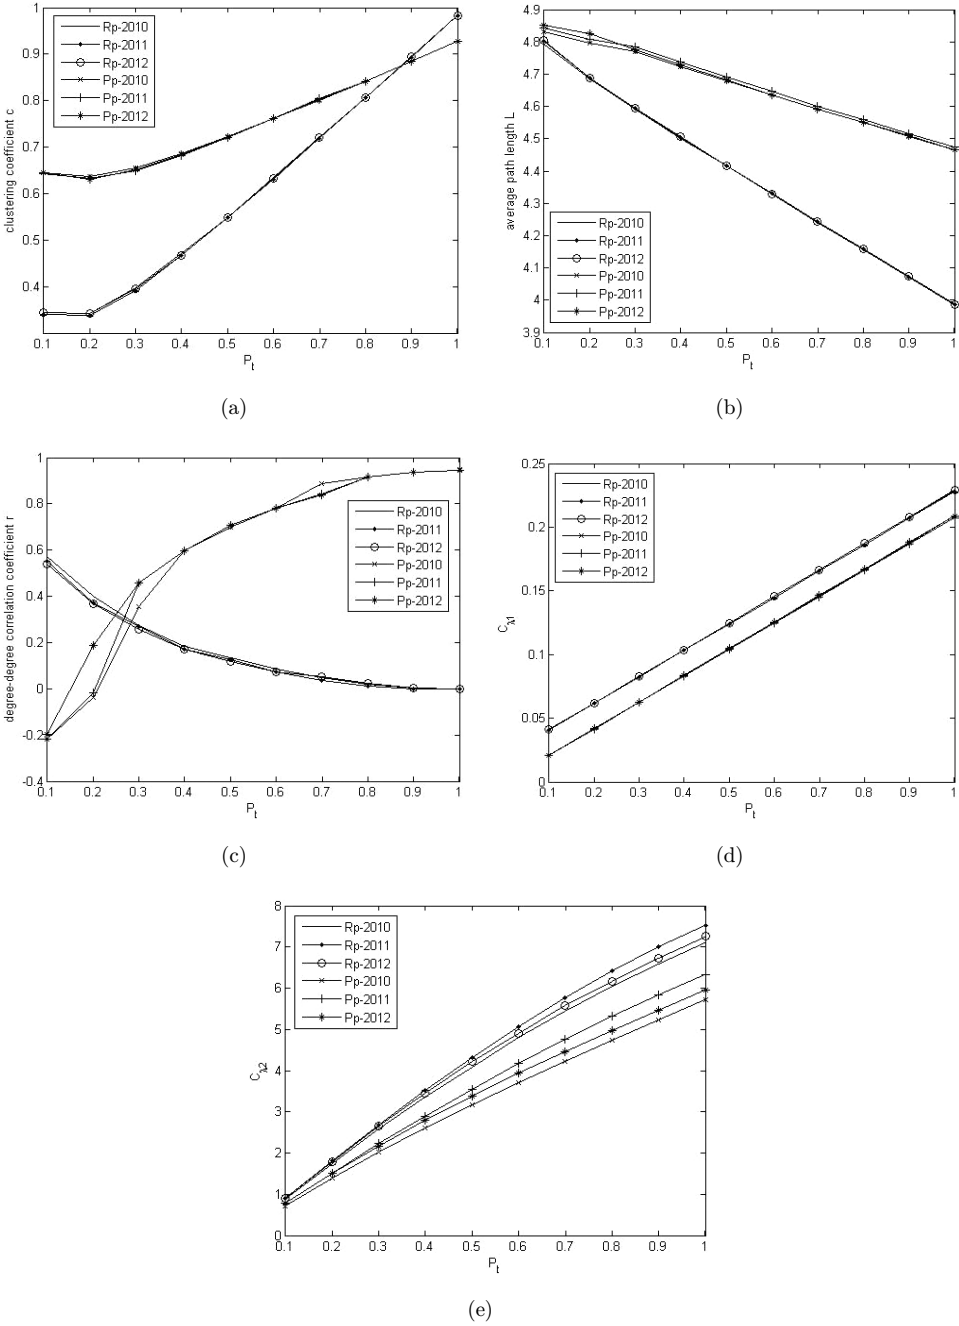 1
0.9
0.8
0.7
0.6
0.5
0.4
clustering coefficient c
Rp-2010
Rp-2011
Rp-2012
Pp-2010
Pp-2011
Pp-2012
0.1 0.2 0.3 0.4 0.5 0.6 0.7 0.8 0.9 1
Pt
(a)
4.9
4.8
4.7
4.6
4.5
4.4
4.3
4.2
4.1
4
3.9
average path length L
Rp-2010
Rp-2011
Rp-2012
Pp-2010
Pp-2011
Pp-2012
0.1 0.2 0.3 0.4 0.5 0.6 0.7 0.8 0.9 1
Pt
(b)
1
0.8
0.6
0.4
0.2
0
-0.2
-0.4
degree-degree correlation coefficient r
Rp-2010
Rp-2011
Rp-2012
Pp-2010
Pp-2011
Pp-2012
0.1 0.2 0.3 0.4 0.5 0.6 0.7 0.8 0.9 1
Pt
(c)
0.25
0.2
0.15
0.1
0.05
0
Cλ1
Rp-2010
Rp-2011
Rp-2012
Pp-2010
Pp-2011
Pp-2012
0.1 0.2 0.3 0.4 0.5 0.6 0.7 0.8 0.9 1
Pt
(d)
8
7
6
5
4
3
2
1
0
Cλ2
Rp-2010
Rp-2011
Rp-2012
Pp-2010
Pp-2011
Pp-2012
0.1 0.2 0.3 0.4 0.5 0.6 0.7 0.8 0.9 1
Pt
(e)